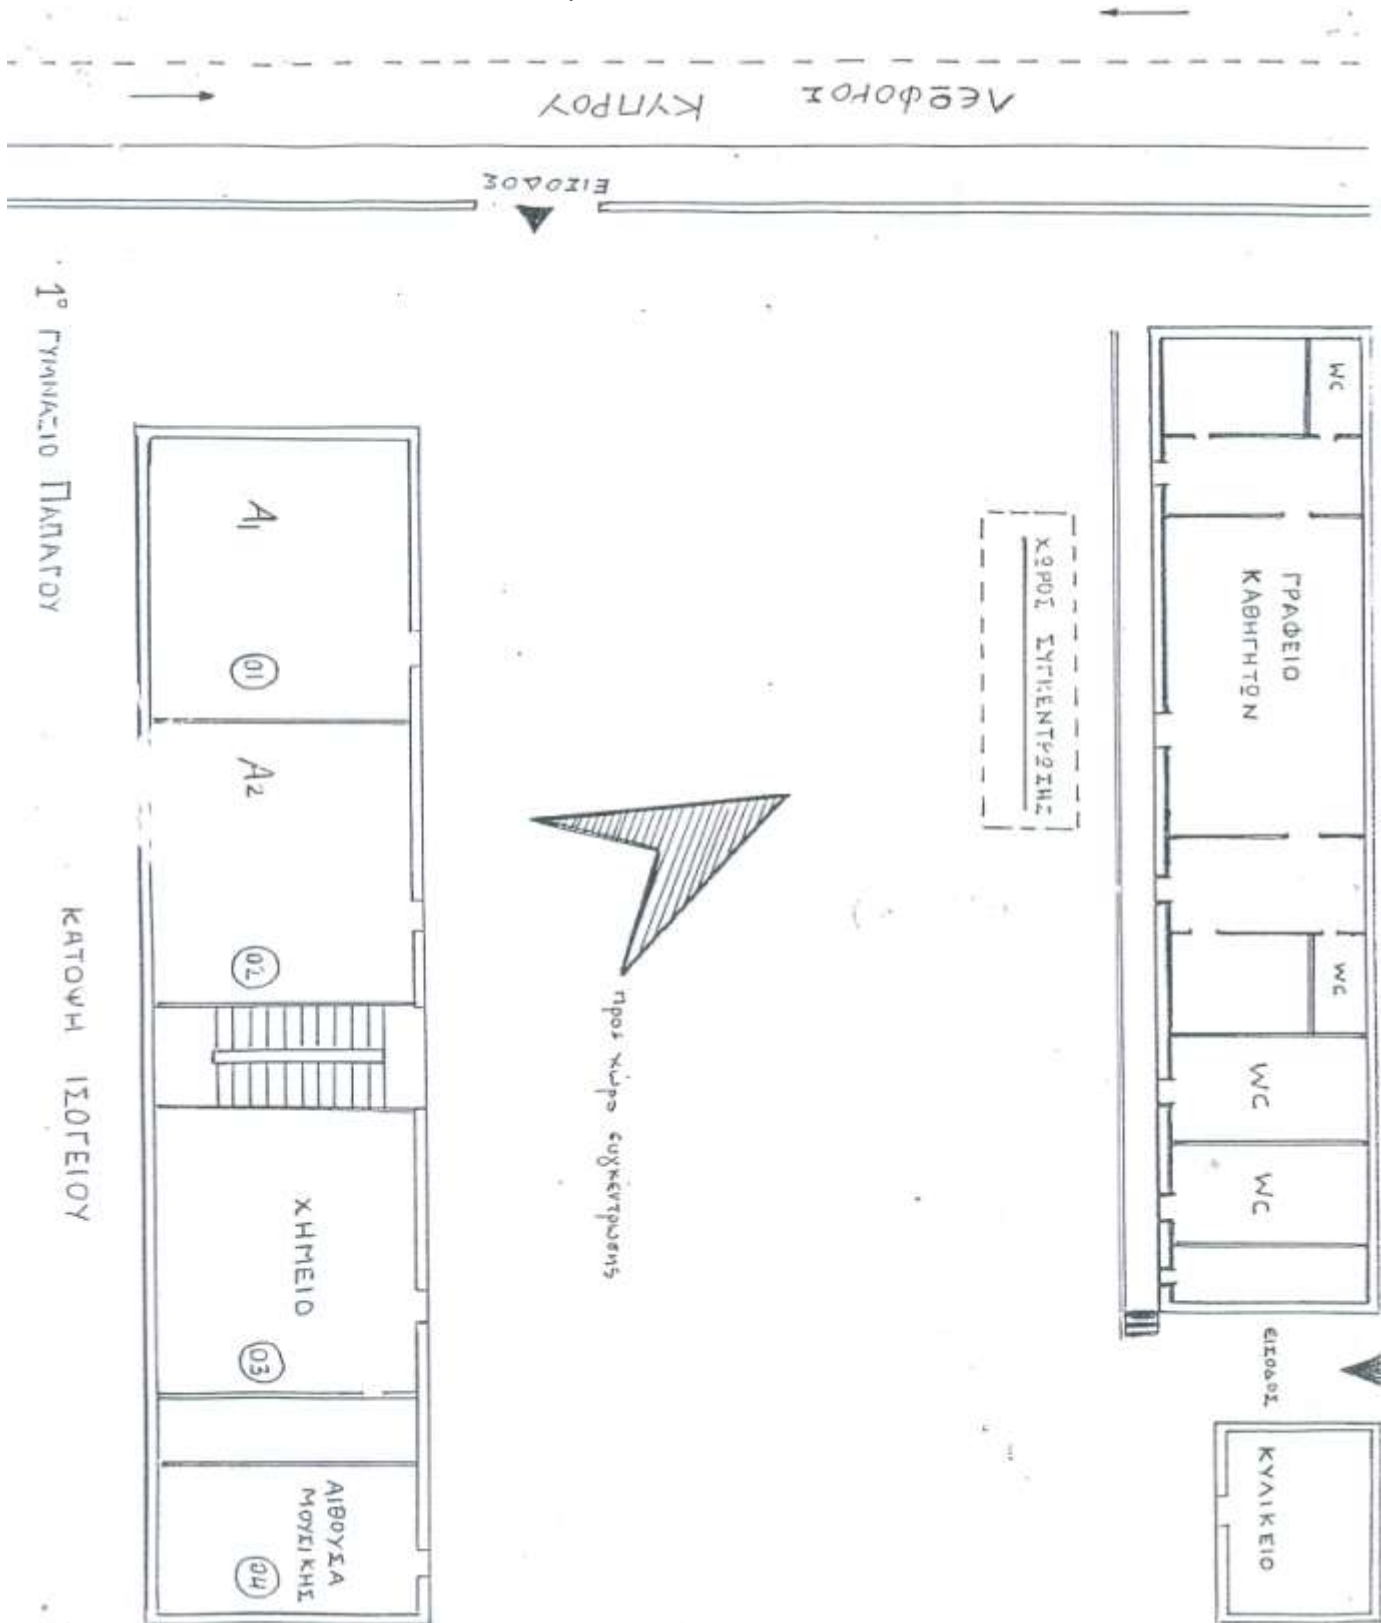 ΛΕΩΦΟΡΟΣ ΚΥΠΡΟΥ
ΕΙΣΟΔΟΣ
1º ΓΥΜΝΑΣΙΟ ΠΑΠΑΓΟΥ
ΚΑΤΟΨΗ ΙΣΟΓΕΙΟΥ
Α1
01
Α2
02
ΧΗΜΕΙΟ
03
ΑΙΘΟΥΣΑ
ΜΟΥΣΙΚΗΣ
04
προς χώρο συγκέντρωσης
ΧΩΡΟΣ ΣΥΓΚΕΝΤΡΩΣΗΣ
WC
ΓΡΑΦΕΙΟ
ΚΑΘΗΓΗΤΩΝ
WC
WC
WC
ΕΙΣΟΔΟΣ
ΚΥΛΙΚΕΙΟ